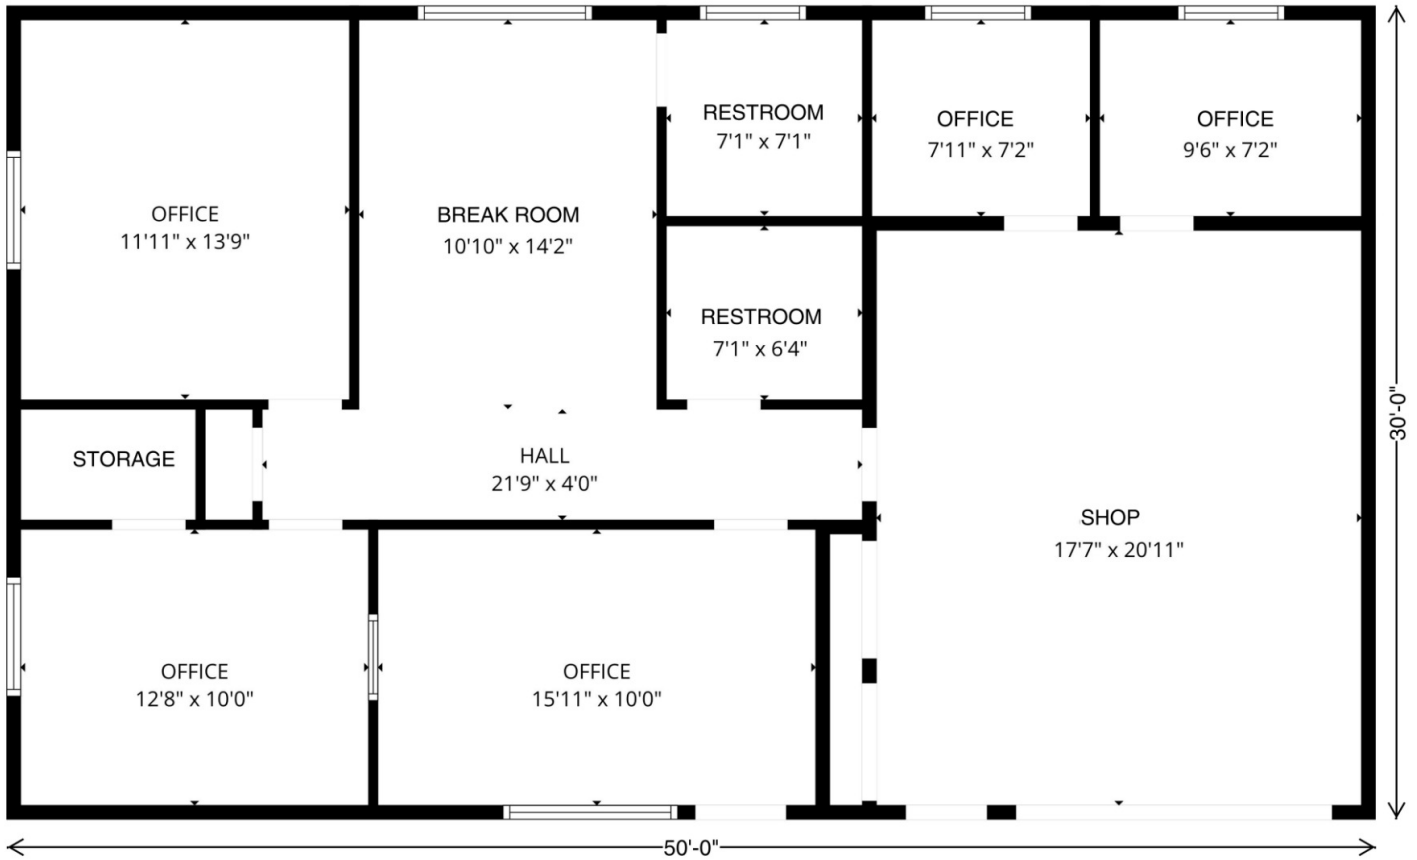 RESTROOM
7'1" x 7'1"
OFFICE
7'11" x 7'2"
OFFICE
9'6" x 7'2"
OFFICE
11'11" x 13'9"
BREAK ROOM
10'10" x 14'2"
RESTROOM
7'1" x 6'4"
30'-0"
STORAGE
HALL
21'9" x 4'0"
SHOP
17'7" x 20'11"
OFFICE
12'8" x 10'0"
OFFICE
15'11" x 10'0"
50'-0"